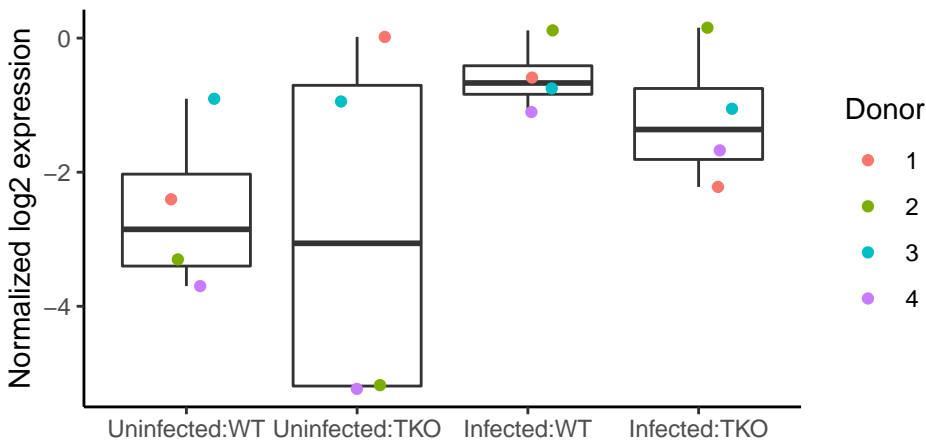 Normalized log2 expression
0
−2
−4
Uninfected:WT
Uninfected:TKO
Infected:WT
Infected:TKO
Donor
1
2
3
4